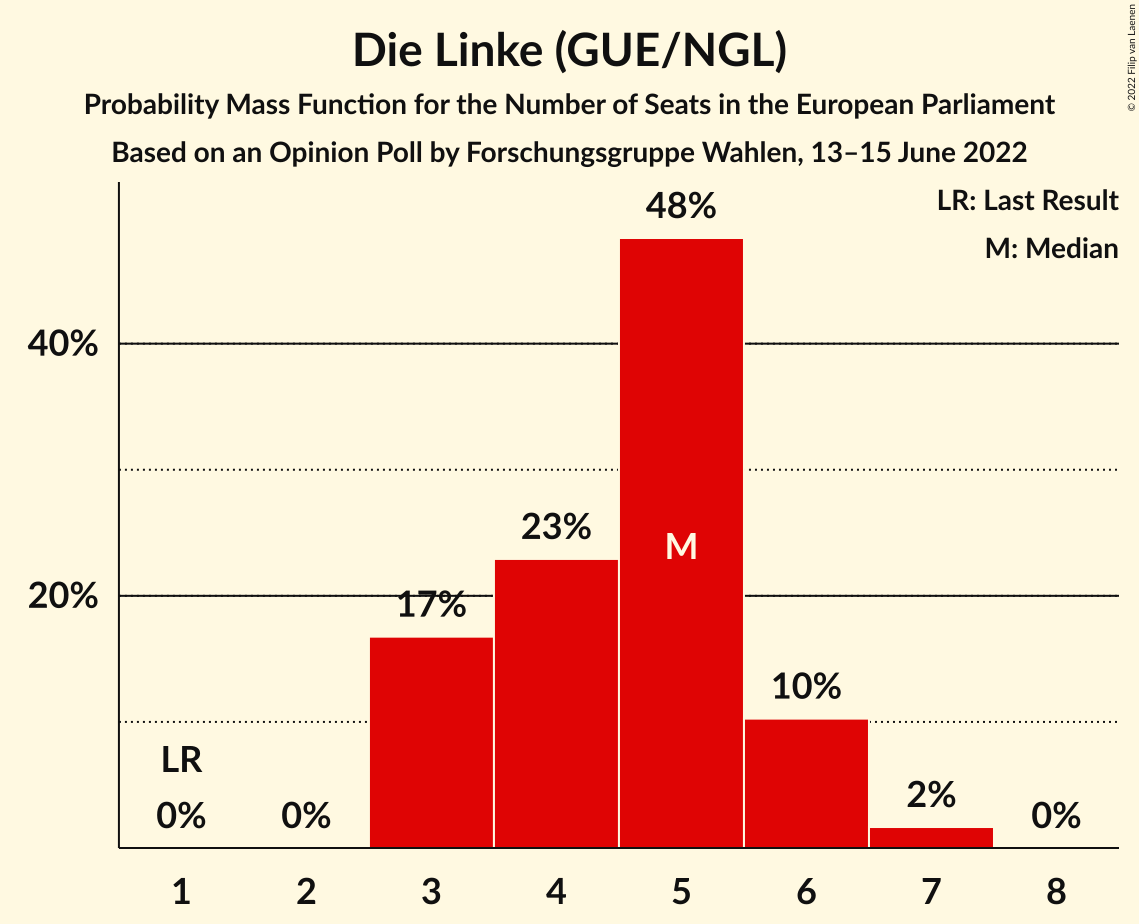 Die Linke (GUE/NGL)
Probability Mass Function for the Number of Seats in the European Parliament
Based on an Opinion Poll by Forschungsgruppe Wahlen, 13–15 June 2022
© 2022 Filip van Laenen
LR: Last Result
M: Median
48%
40%
23%
M
20%
17%
10%
LR
2%
0%
0%
0%
1
2
3
4
5
6
7
8